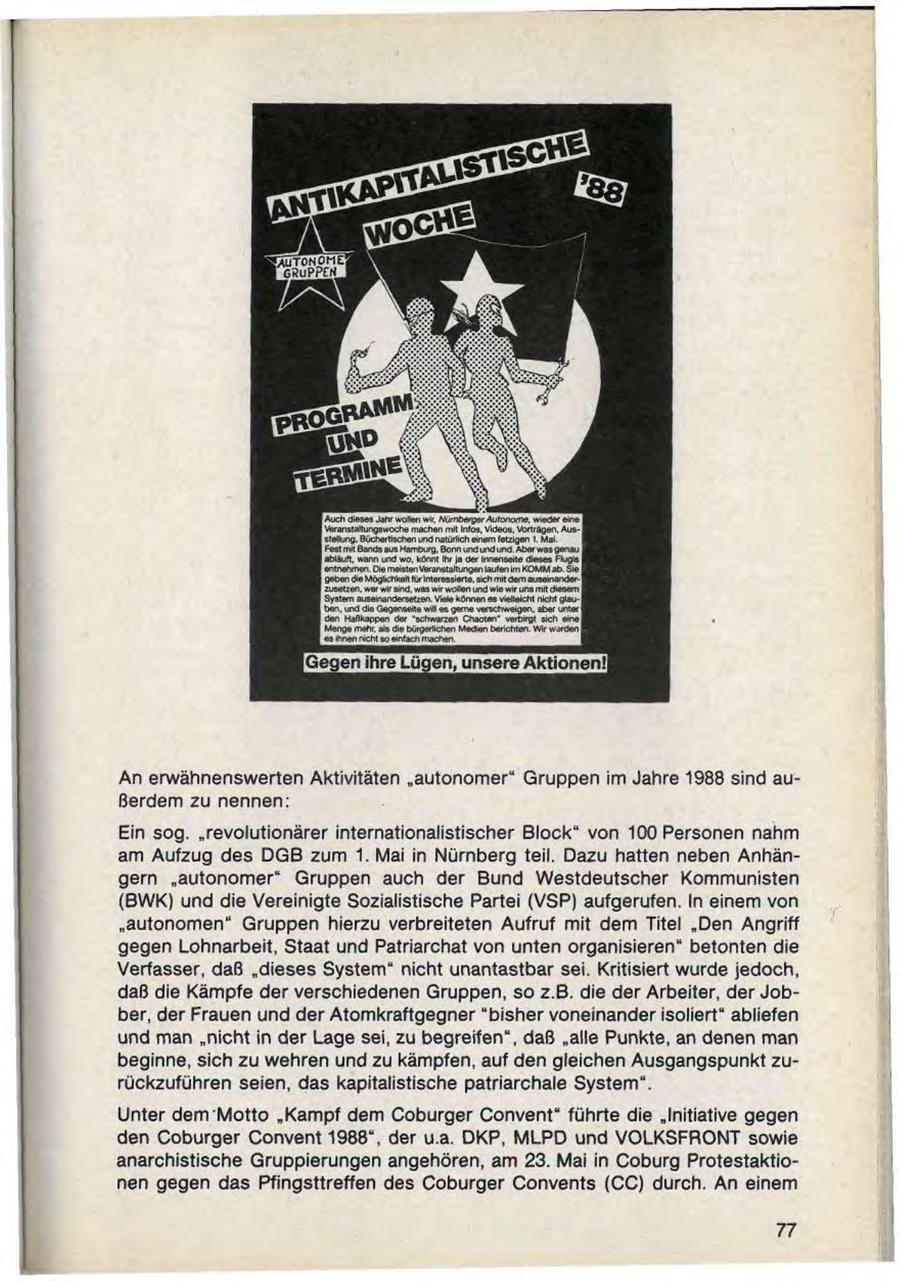 ANTIKAPITALISTISCHE
'88
WOCHE
AUTONOME
GRUPPEN
PROGRAMM
UND
TERMINE
Auch dieses Jahr wollen wir, Nürnberger Autonome, wieder eine
Veranstaltungswoche machen mit Infos, Videos, Vorträgen, Aus-
stellung, Büchertischen und natürlich einem fetzigen 1. Mai.
Fest mit Bands aus Hamburg, Bonn und und und. Aber was genau
abläuft, wann und wo, könnt ihr ja der Innenseite dieses Flugis
entnehmen. Die meisten Veranstaltungen laufen im KOMM ab. Sie
geben die Möglichkeit für Interessierte, sich mit dem auseinander-
zusetzen, wer wir sind, was wir wollen und wie wir uns mit diesem
System auseinandersetzen. Viele können es vielleicht nicht glau-
ben, und die Gegenseite will es gerne verschweigen, aber unter
den Haßkappen der "schwarzen Chaoten" verbirgt sich eine
Menge mehr, als die bürgerlichen Medien berichten. Wir werden
es ihnen nicht so einfach machen.
Gegen ihre Lügen, unsere Aktionen!
An erwähnenswerten Aktivitäten „autonomer“ Gruppen im Jahre 1988 sind au-
ßerdem zu nennen:
Ein sog. „revolutionärer internationalistischer Block“ von 100 Personen nahm
am Aufzug des DGB zum 1. Mai in Nürnberg teil. Dazu hatten neben Anhän-
gern „autonomer“ Gruppen auch der Bund Westdeutscher Kommunisten
(BWK) und die Vereinigte Sozialistische Partei (VSP) aufgerufen. In einem von
„autonomen“ Gruppen hierzu verbreiteten Aufruf mit dem Titel „Den Angriff
gegen Lohnarbeit, Staat und Patriarchat von unten organisieren“ betonten die
Verfasser, daß „dieses System“ nicht unantastbar sei. Kritisiert wurde jedoch,
daß die Kämpfe der verschiedenen Gruppen, so z.B. die der Arbeiter, der Job-
ber, der Frauen und der Atomkraftgegner "bisher voneinander isoliert“ abliefen
und man „nicht in der Lage sei, zu begreifen“, daß „alle Punkte, an denen man
beginne, sich zu wehren und zu kämpfen, auf den gleichen Ausgangspunkt zu-
rückzuführen seien, das kapitalistische patriarchale System“.
Unter dem Motto „Kampf dem Coburger Convent“ führte die „Initiative gegen
den Coburger Convent 1988“, der u.a. DKP, MLPD und VOLKSFRONT sowie
anarchistische Gruppierungen angehören, am 23. Mai in Coburg Protestaktio-
nen gegen das Pfingsttreffen des Coburger Convents (CC) durch. An einem
77